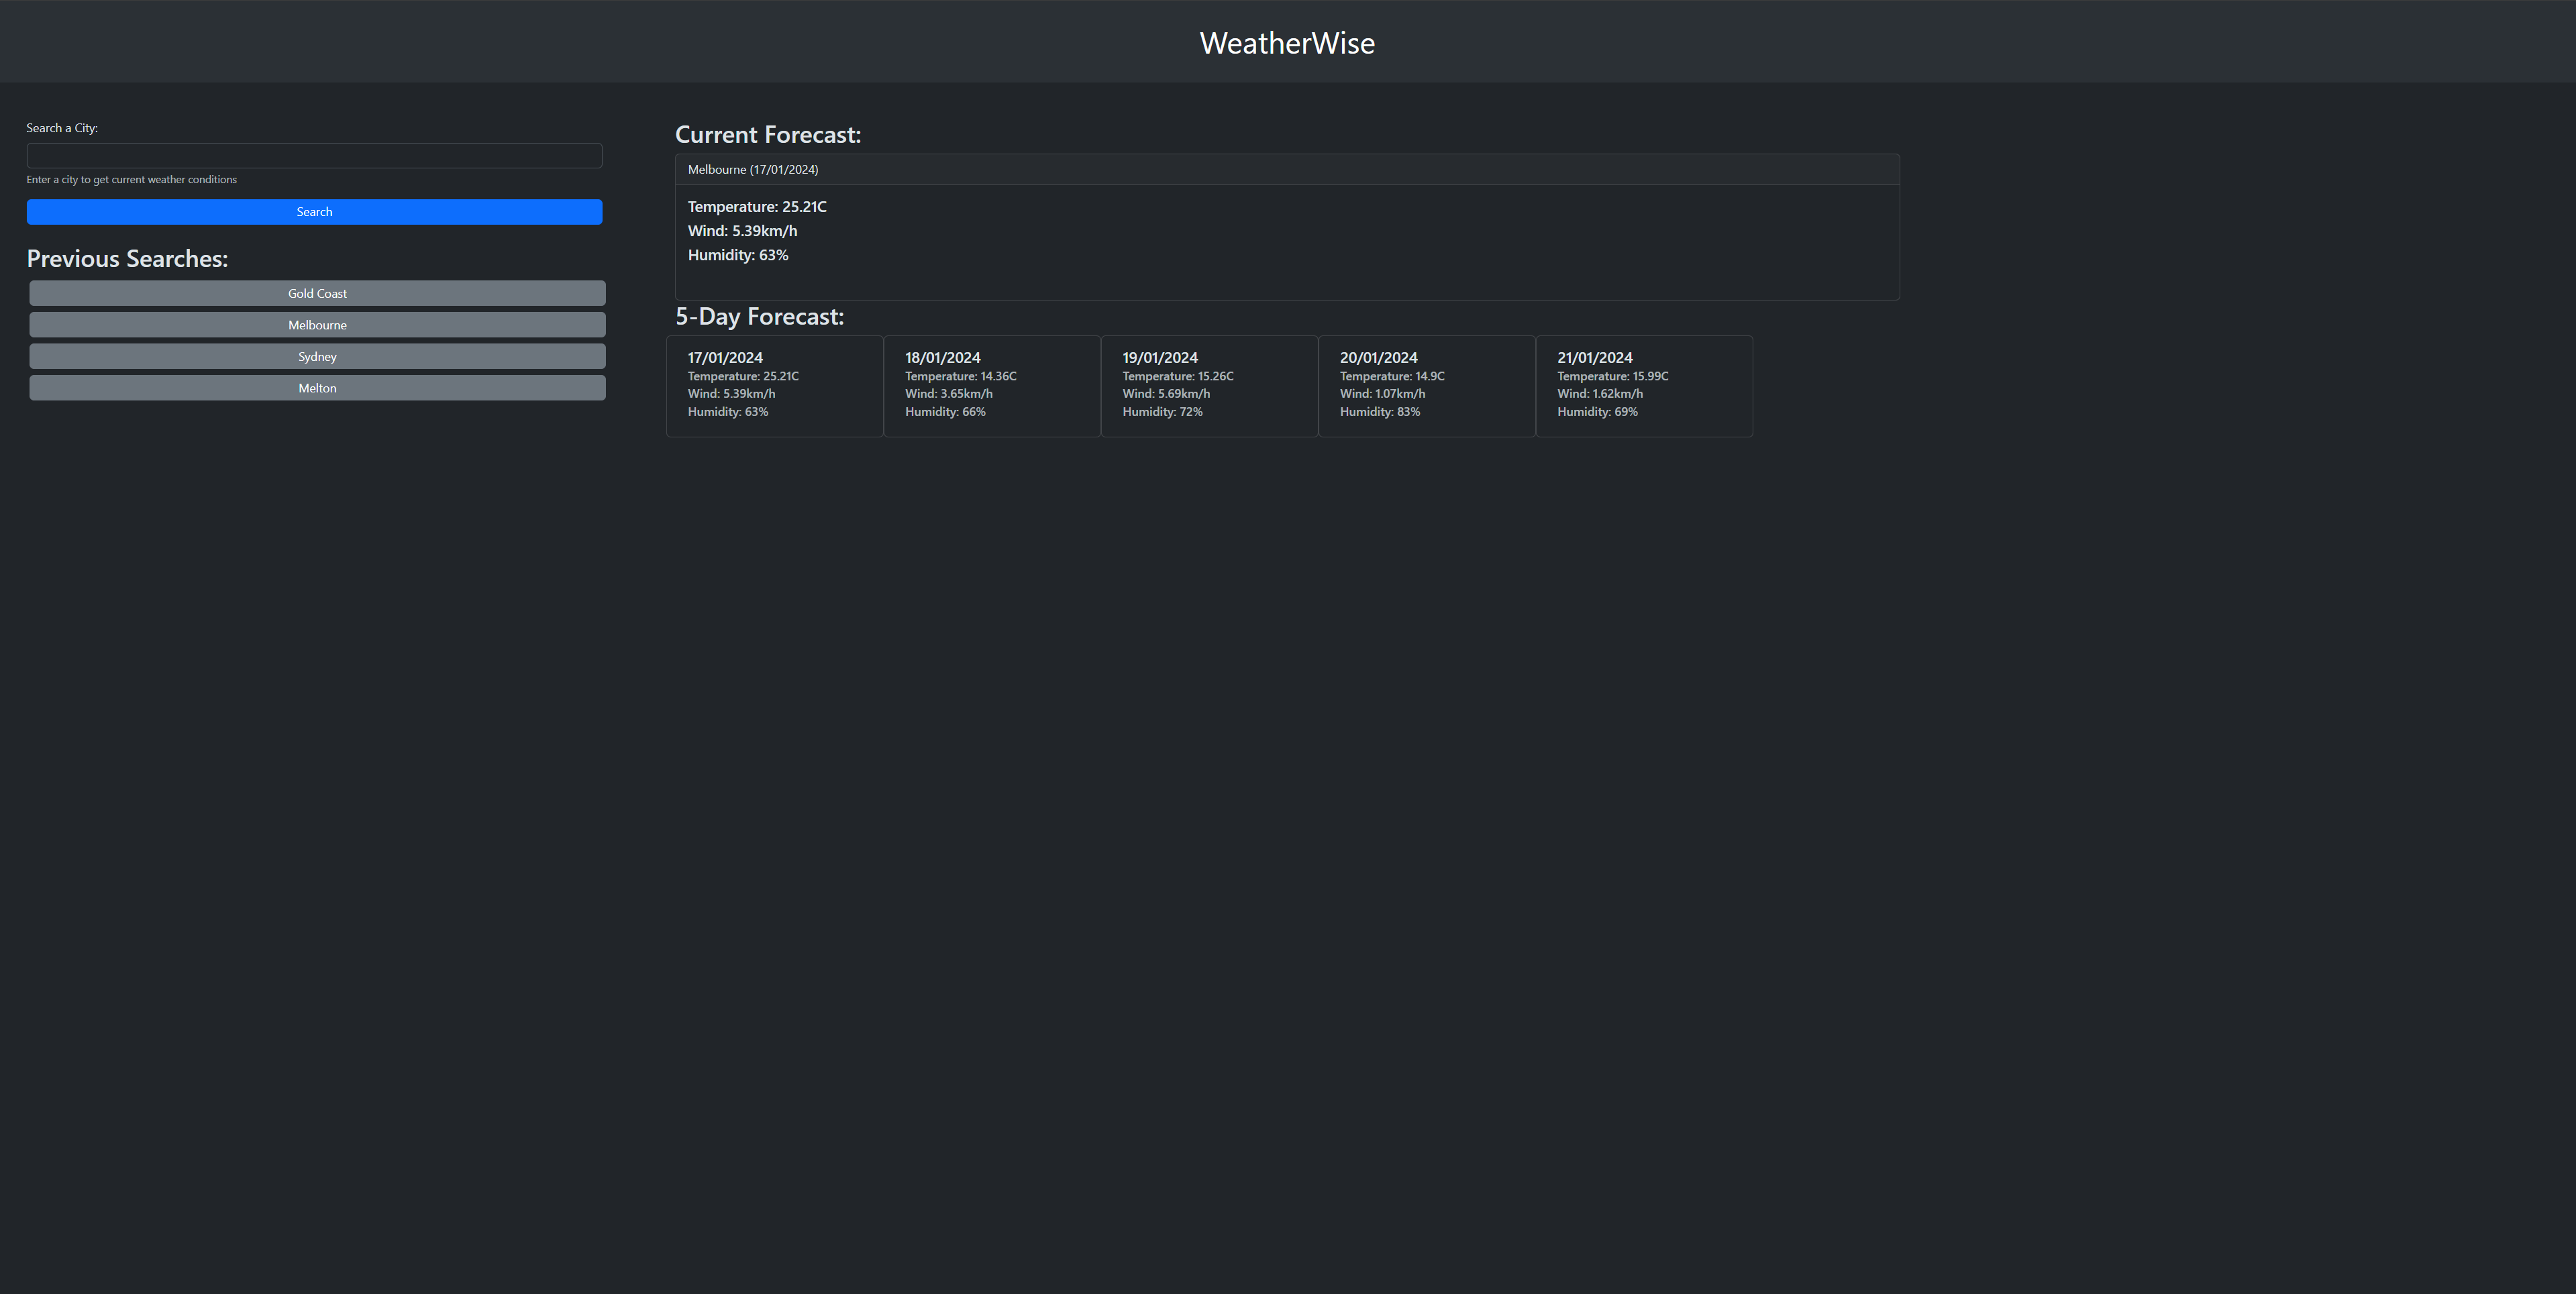 WeatherWise
Search a City:
Enter a city to get current weather conditions
Search
Previous Searches:
Gold Coast
Melbourne
Sydney
Melton
Current Forecast:
Melbourne (17/01/2024)
Temperature: 25.21C
Wind: 5.39km/h
Humidity: 63%
5-Day Forecast:
17/01/2024
Temperature: 25.21C
Wind: 5.39km/h
Humidity: 63%
18/01/2024
Temperature: 14.36C
Wind: 3.65km/h
Humidity: 66%
19/01/2024
Temperature: 15.26C
Wind: 5.69km/h
Humidity: 72%
20/01/2024
Temperature: 14.9C
Wind: 1.07km/h
Humidity: 83%
21/01/2024
Temperature: 15.99C
Wind: 1.62km/h
Humidity: 69%